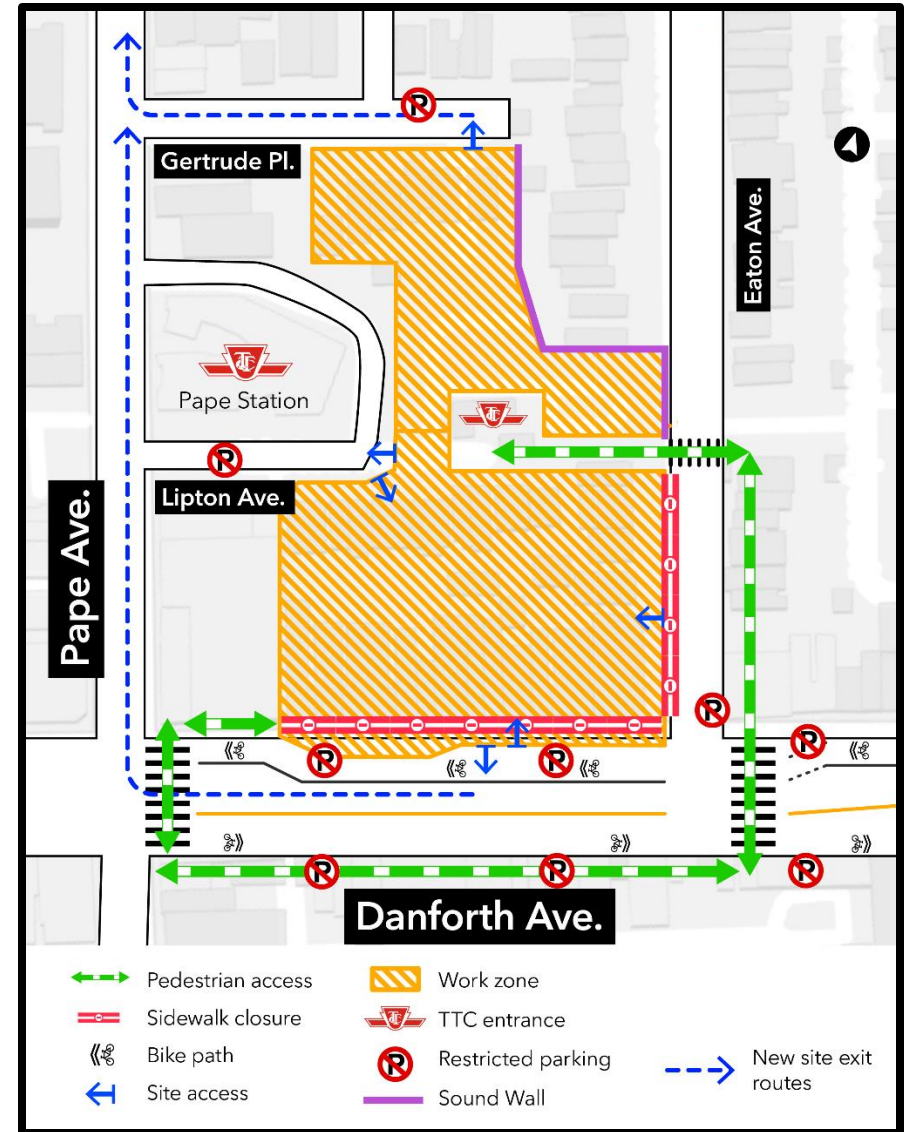 Gertrude Pl.
Eaton Ave.
Pape Station
Lipton Ave.
Pape Ave.
Danforth Ave.
Pedestrian access
Sidewalk closure
Bike path
Site access
Work zone
TTC entrance
Restricted parking
Sound Wall
New site exit
routes